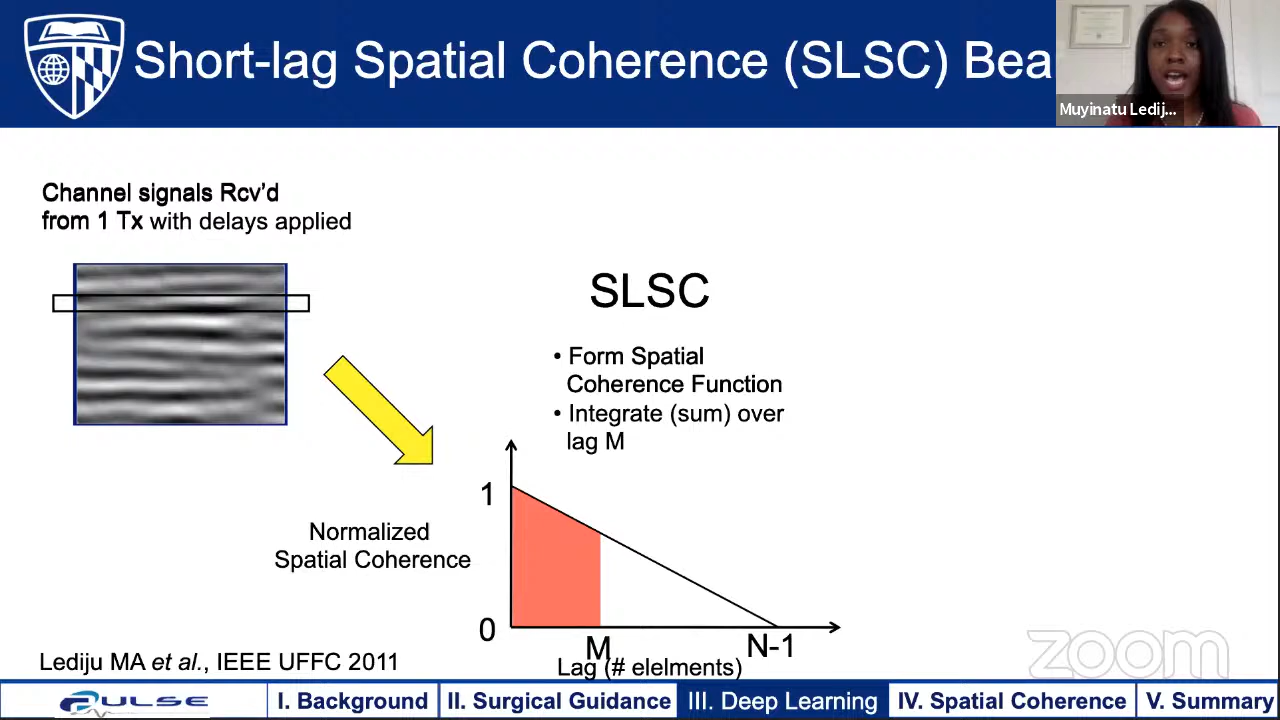 Short-lag Spatial Coherence (SLSC) Bea
Muyinatu Ledij...
Channel signals Rcv'd
from 1 Tx with delays applied
SLSC
• Form Spatial
Coherence Function
• Integrate (sum) over
lag M
1
Normalized
Spatial Coherence
0
M
N-1
Lag (# elelments)
Lediju MA et al., IEEE UFFC 2011
zoom
PULSE
I. Background
II. Surgical Guidance
III. Deep Learning
IV. Spatial Coherence
V. Summary